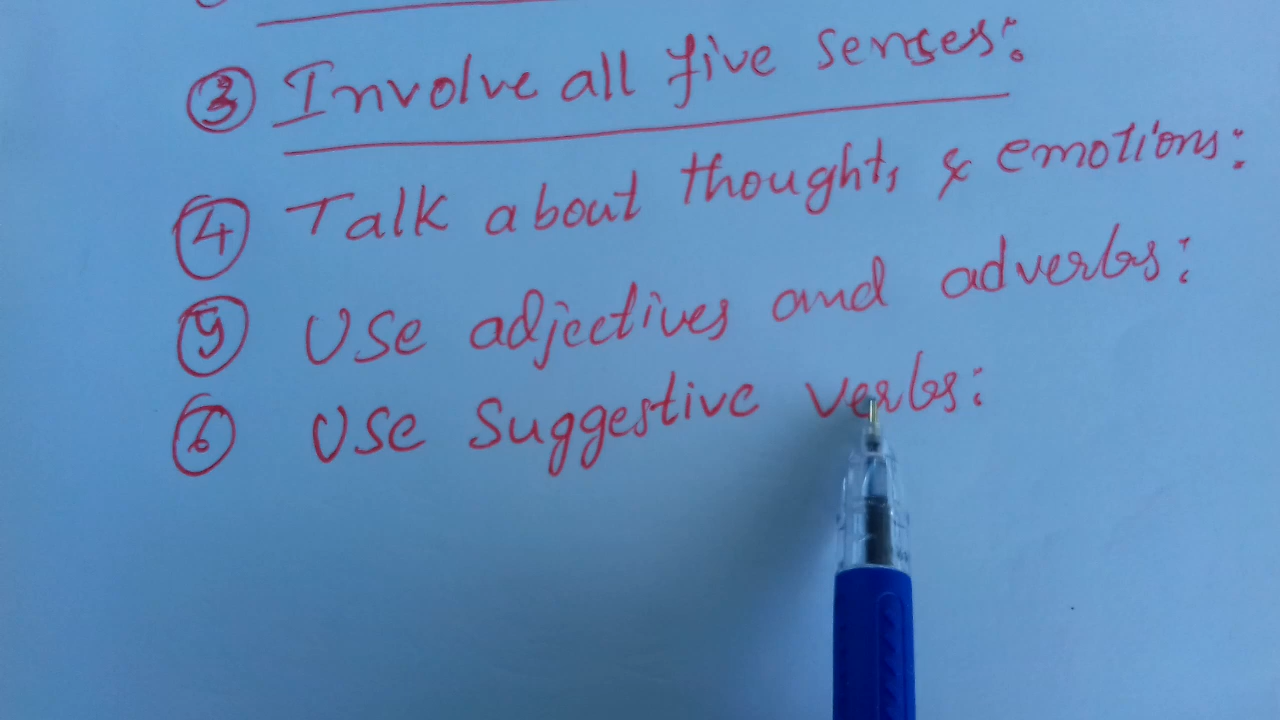 ③ Involve all five senses:
④ Talk about thoughts & emotions:
⑤ Use adjectives and adverbs:
⑥ Use Suggestive verbs: